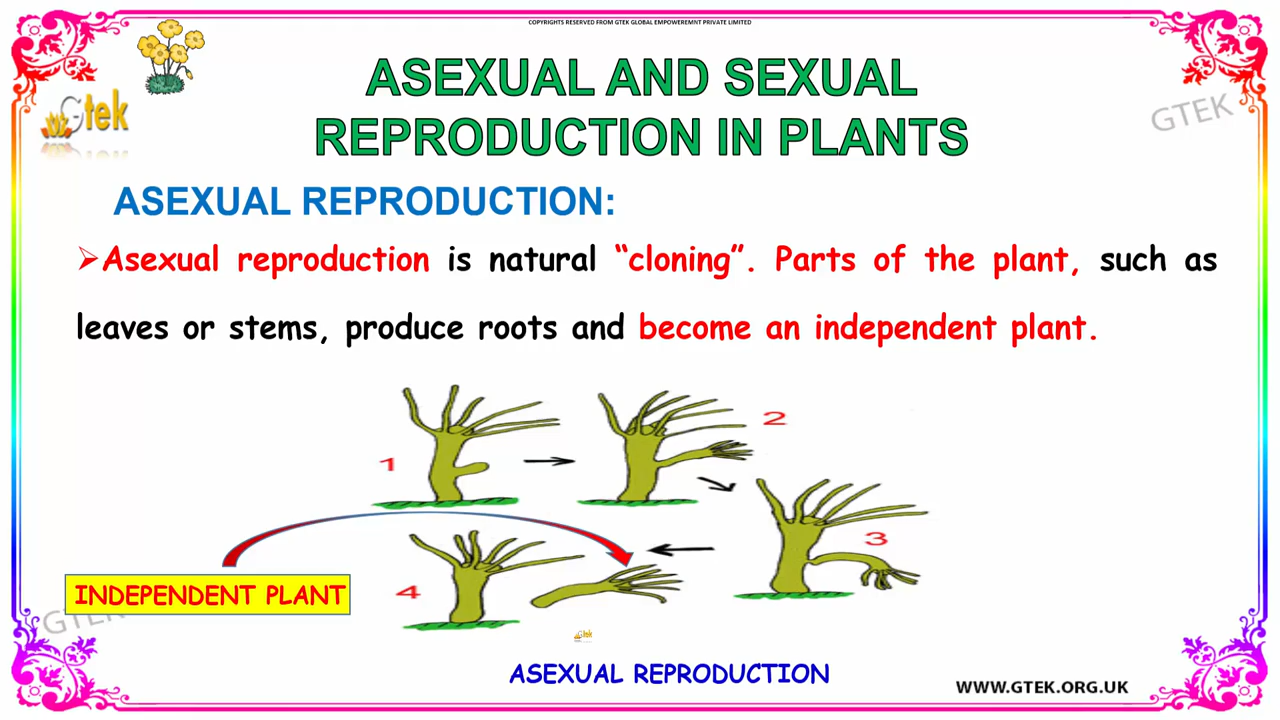 COPYRIGHTS RESERVED FROM GTEK GLOBAL EMPOWEREMNT PRIVATE LIMITED
ASEXUAL AND SEXUAL
REPRODUCTION IN PLANTS
Gtek
GTEK
ASEXUAL REPRODUCTION:
➢Asexual reproduction is natural “cloning”. Parts of the plant, such as
leaves or stems, produce roots and become an independent plant.
1
2
3
4
INDEPENDENT PLANT
GTEK
Gtek
ASEXUAL REPRODUCTION
WWW.GTEK.ORG.UK